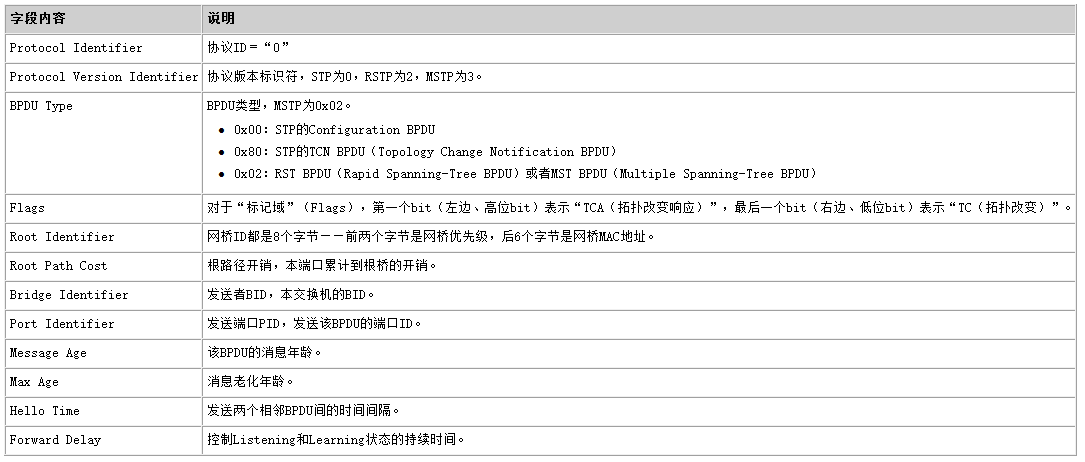 字段内容 说明
Protocol Identifier 协议ID＝“0”
Protocol Version Identifier 协议版本标识符，STP为0，RSTP为2，MSTP为3。
BPDU Type BPDU类型，MSTP为0x02。
● 0x00：STP的Configuration BPDU
● 0x80：STP的TCN BPDU（Topology Change Notification BPDU）
● 0x02：RST BPDU（Rapid Spanning-Tree BPDU）或者MST BPDU（Multiple Spanning-Tree BPDU）
Flags 对于“标记域”（Flags），第一个bit（左边、高位bit）表示“TCA（拓扑改变响应）”，最后一个bit（右边、低位bit）表示“TC（拓扑改变）”。
Root Identifier 网桥ID都是8个字节－－前两个字节是网桥优先级，后6个字节是网桥MAC地址。
Root Path Cost 根路径开销，本端口累计到根桥的开销。
Bridge Identifier 发送者BID，本交换机的BID。
Port Identifier 发送端口PID，发送该BPDU的端口ID。
Message Age 该BPDU的消息年龄。
Max Age 消息老化年龄。
Hello Time 发送两个相邻BPDU间的时间间隔。
Forward Delay 控制Listening和Learning状态的持续时间。